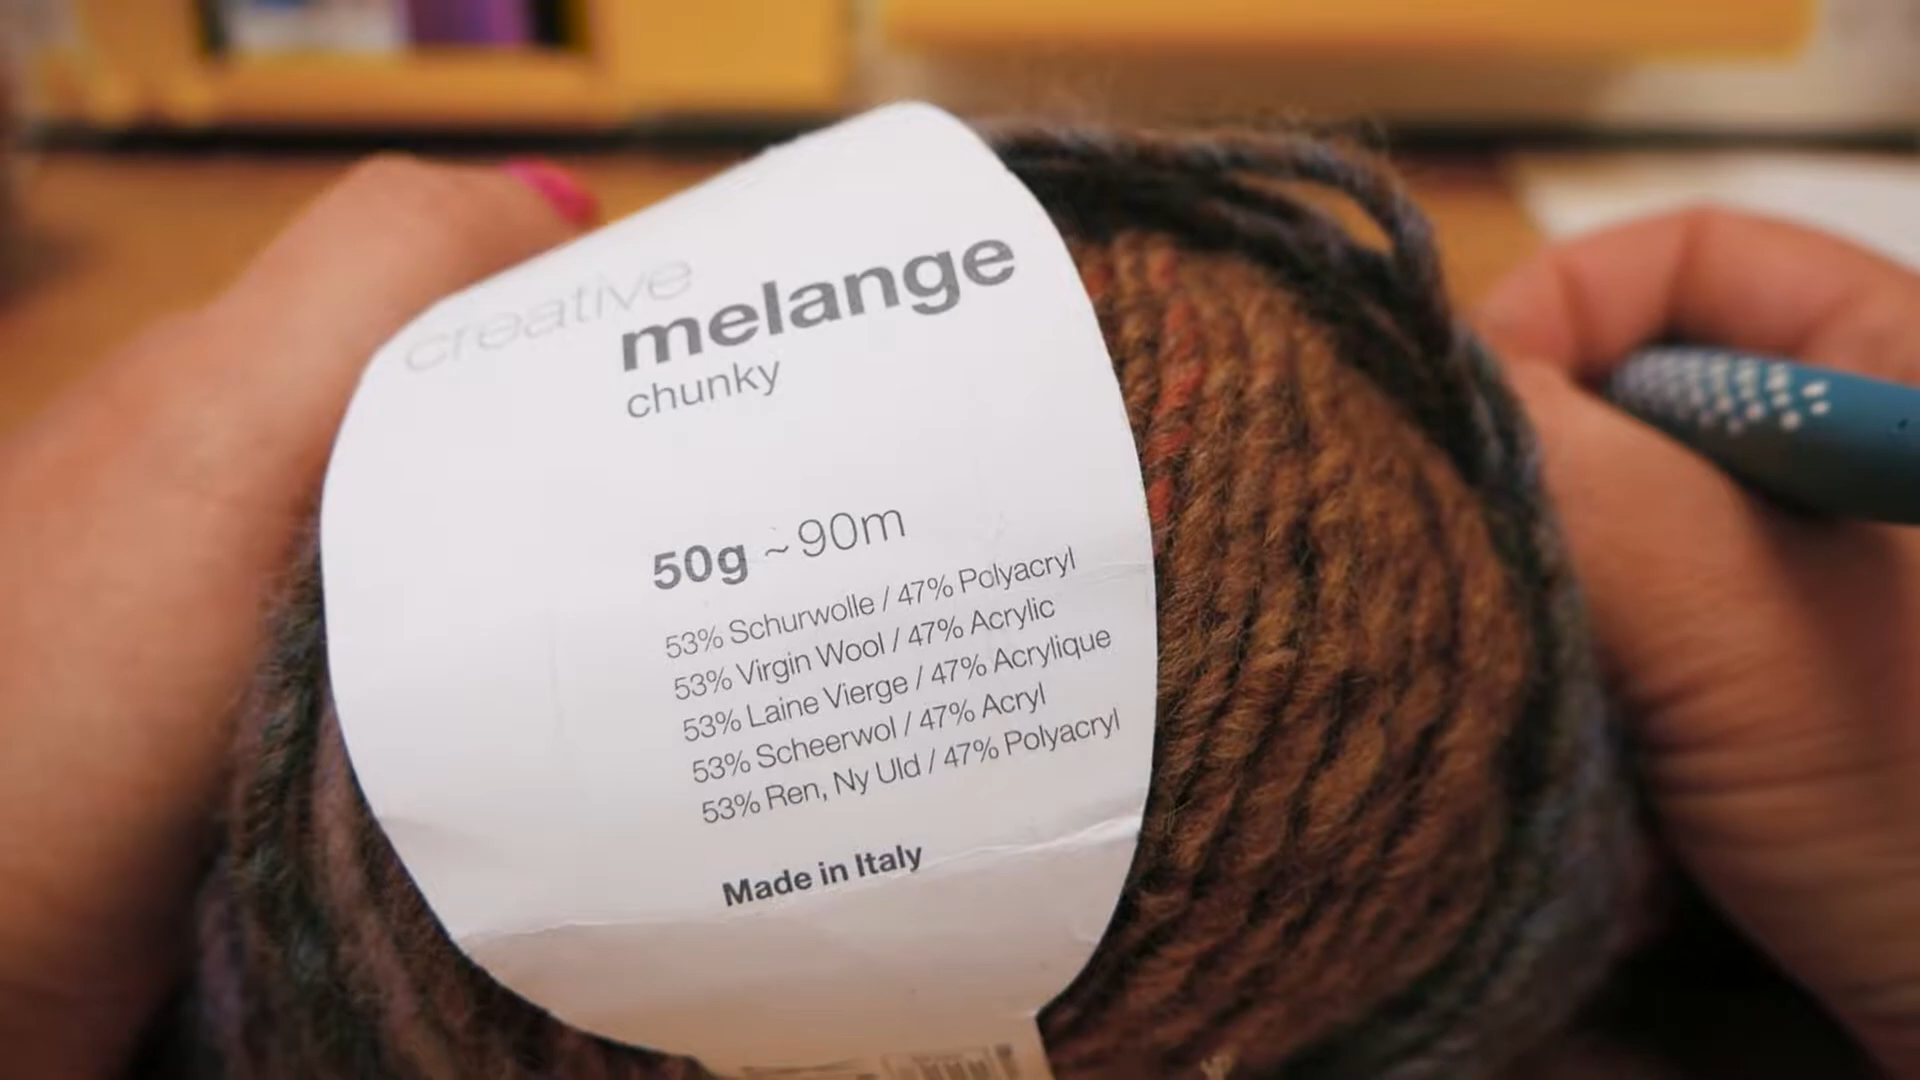 creative
melange
chunky
50g ~90m
53% Schurwolle / 47% Polyacryl
53% Virgin Wool / 47% Acrylic
53% Laine Vierge / 47% Acrylique
53% Scheerwol / 47% Acryl
53% Ren, Ny Uld / 47% Polyacryl
Made in Italy